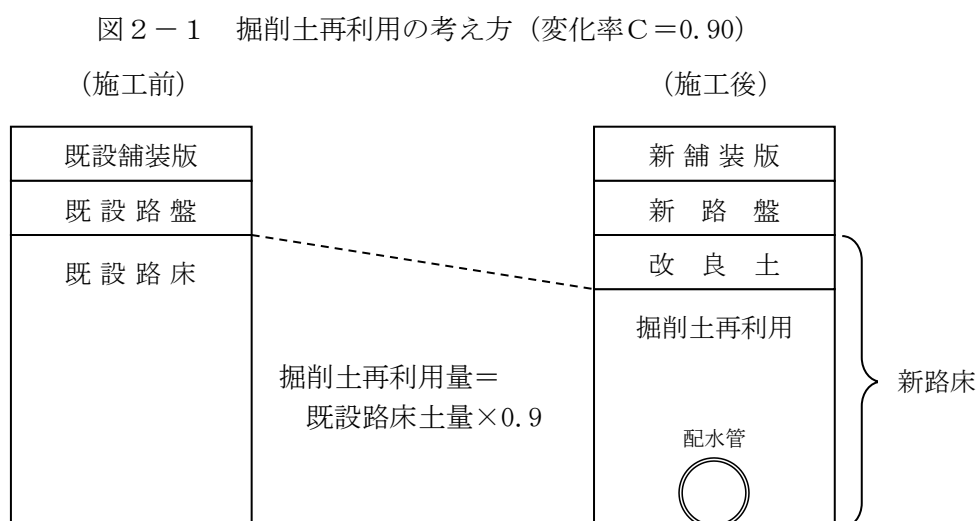 図２－１　掘削土再利用の考え方（変化率Ｃ＝0.90）
（施工前）
（施工後）
既設舗装版
既 設 路 盤
既 設 路 床
新 舗 装 版
新　路　盤
改　良　土
掘削土再利用
掘削土再利用量＝
既設路床土量×0.9
配水管
新路床